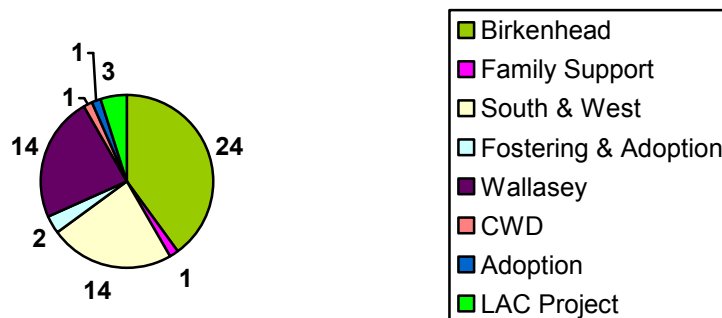 1
3
1
24
14
2
14
1
Birkenhead
Family Support
South & West
Fostering & Adoption
Wallasey
CWD
Adoption
LAC Project